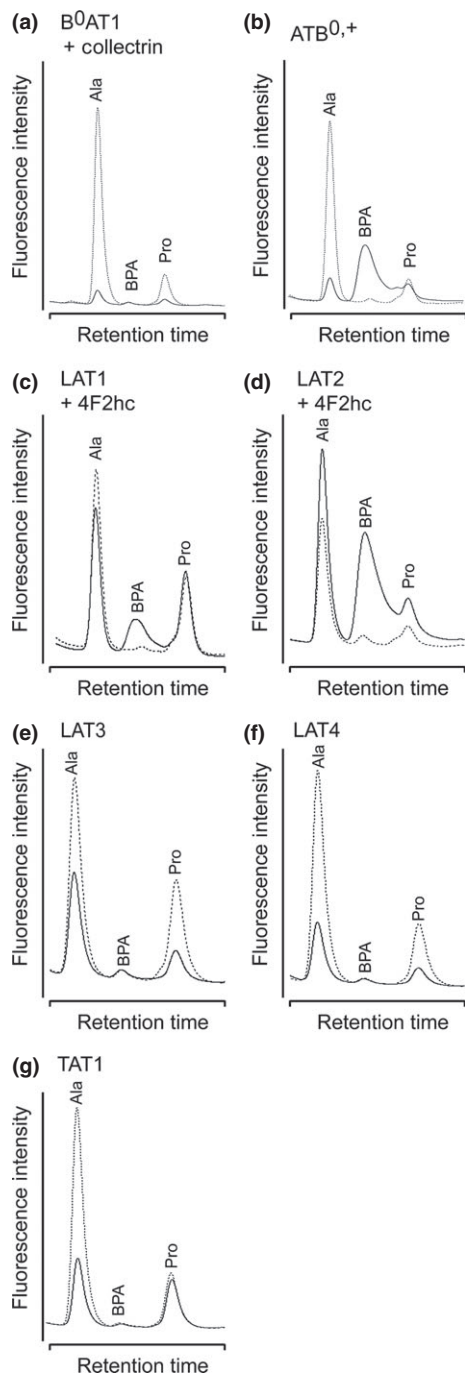 (a) B⁰AT1
+ collectrin
Ala
BPA
Pro
Fluorescence intensity
Retention time
(b) ATB⁰,⁺
Ala
BPA
Pro
Fluorescence intensity
Retention time
(c) LAT1
+ 4F2hc
Ala
BPA
Pro
Fluorescence intensity
Retention time
(d) LAT2
+ 4F2hc
Ala
BPA
Pro
Fluorescence intensity
Retention time
(e) LAT3
Ala
BPA
Pro
Fluorescence intensity
Retention time
(f) LAT4
Ala
BPA
Pro
Fluorescence intensity
Retention time
(g) TAT1
Ala
BPA
Pro
Fluorescence intensity
Retention time